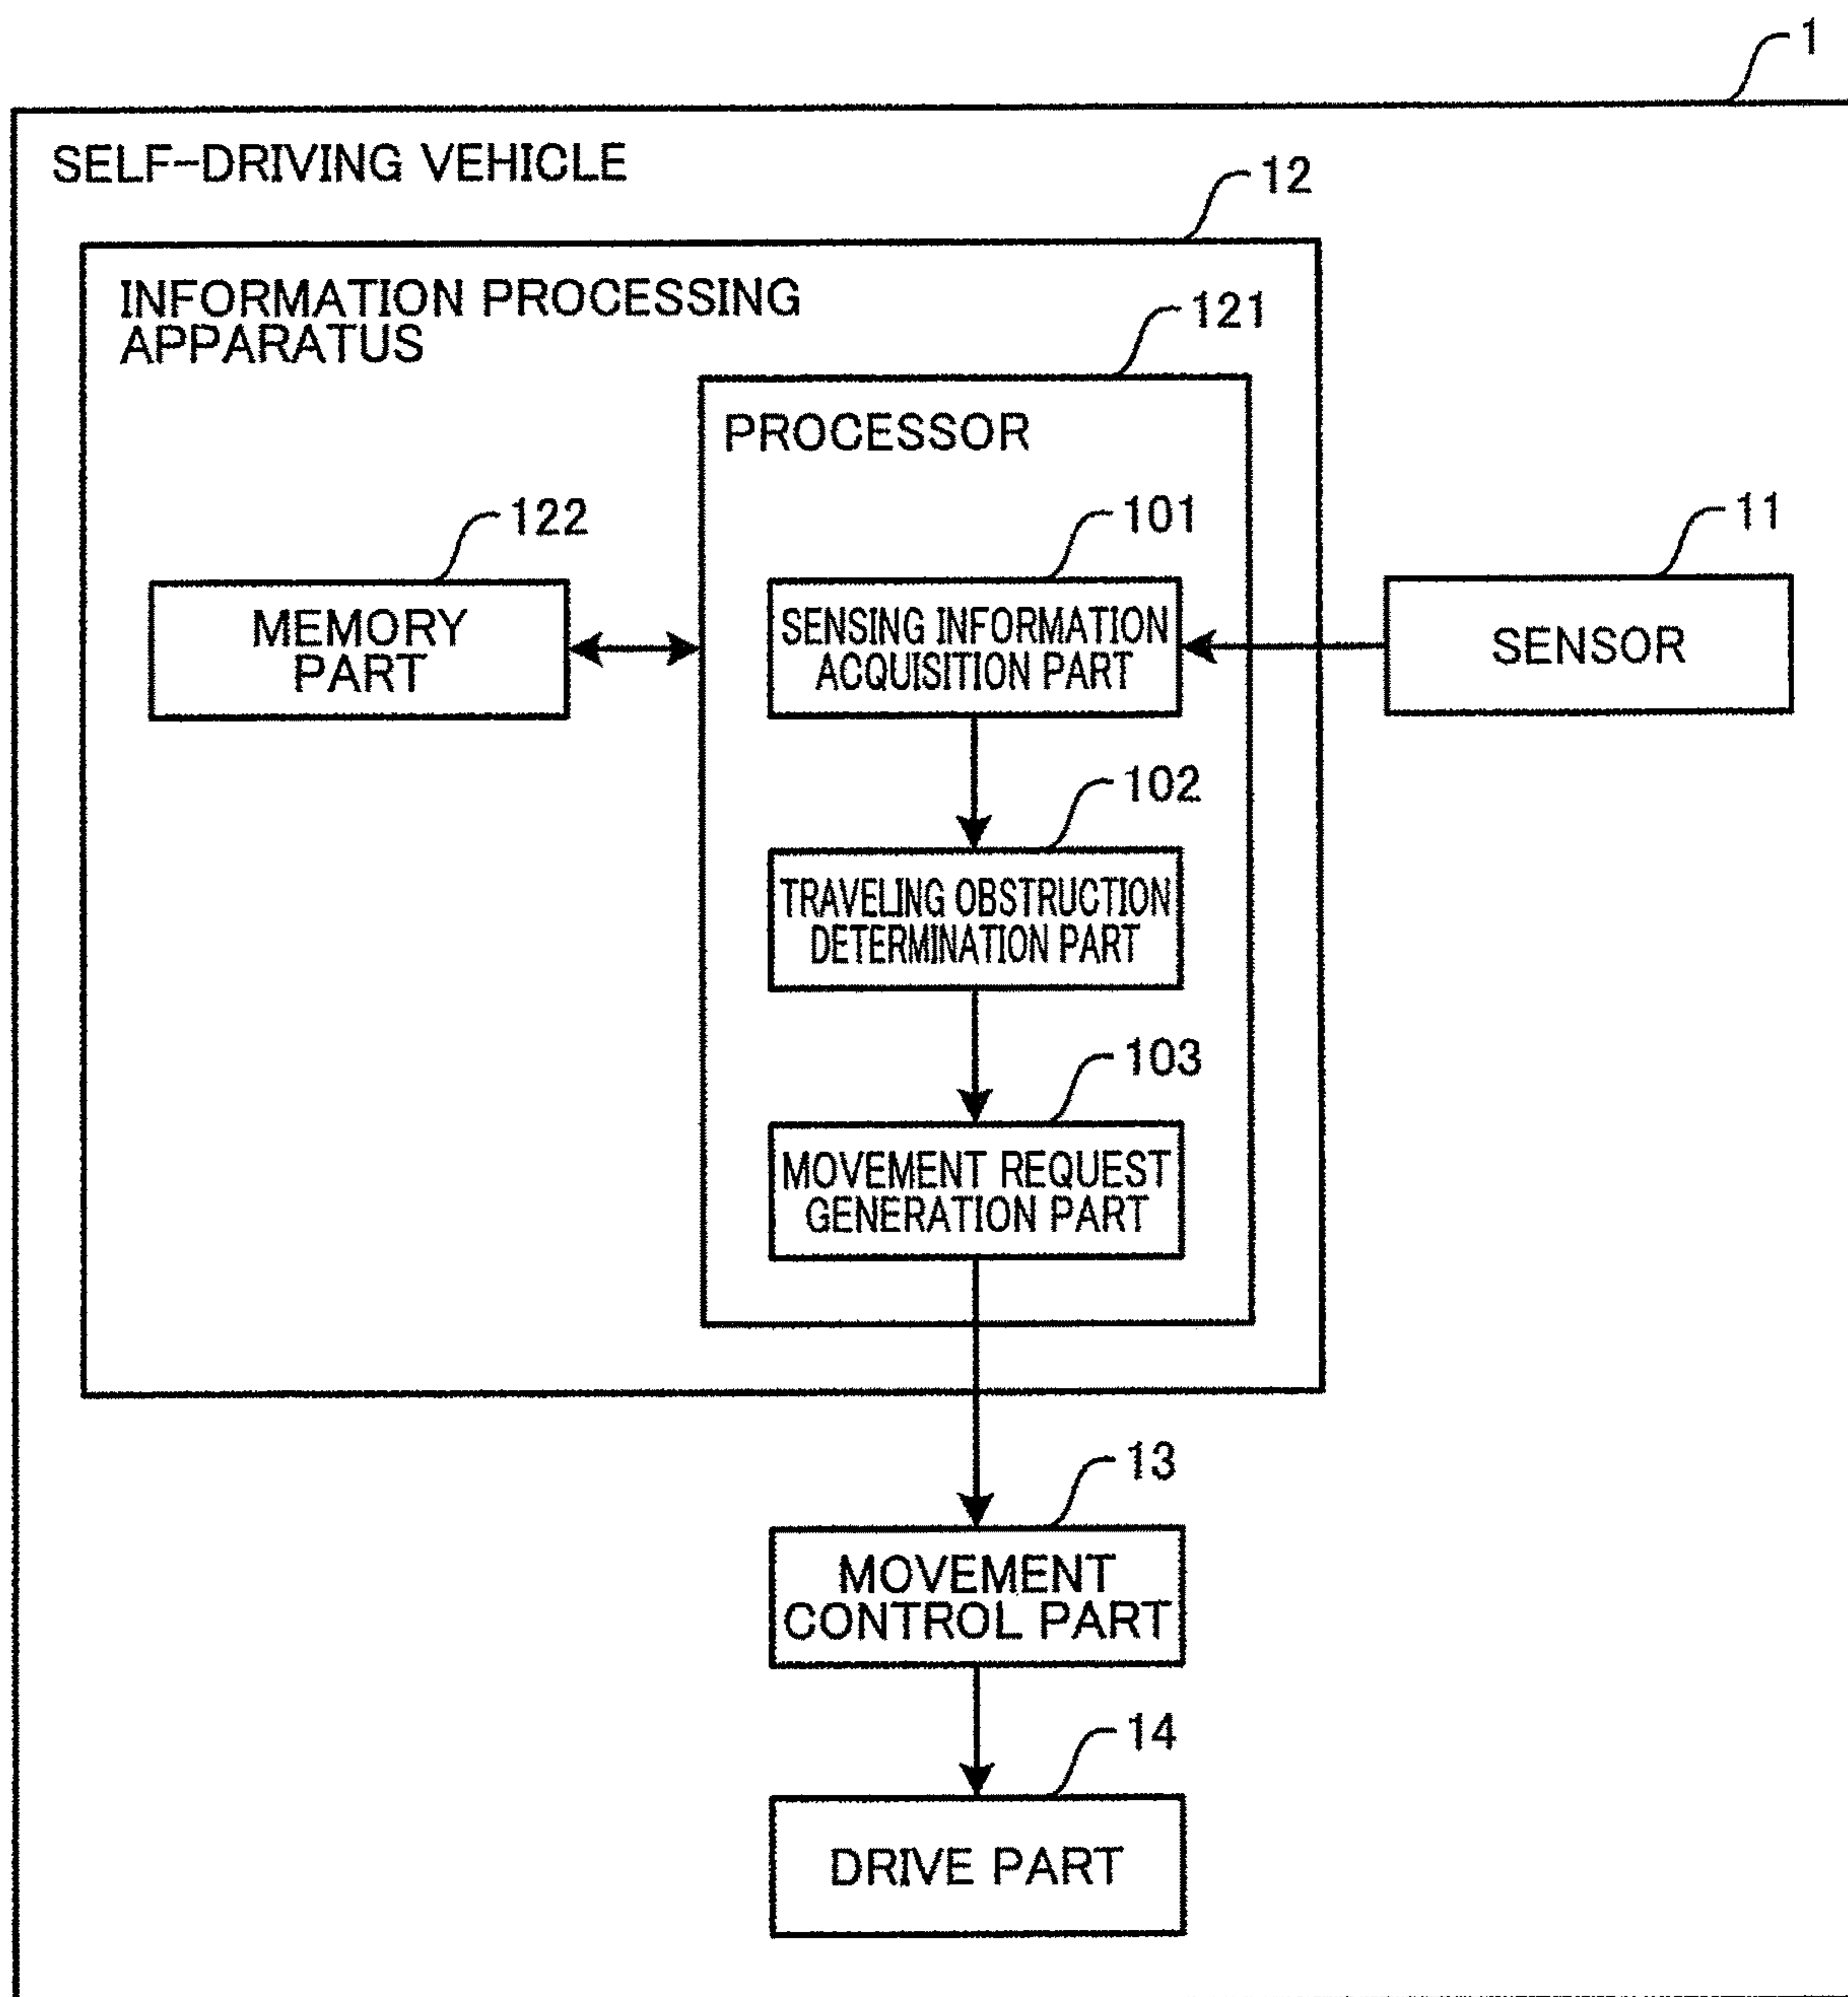 1
SELF-DRIVING VEHICLE
12
INFORMATION PROCESSING
APPARATUS
121
PROCESSOR
122
MEMORY
PART
101
SENSING INFORMATION
ACQUISITION PART
11
SENSOR
102
TRAVELING OBSTRUCTION
DETERMINATION PART
103
MOVEMENT REQUEST
GENERATION PART
13
MOVEMENT
CONTROL PART
14
DRIVE PART